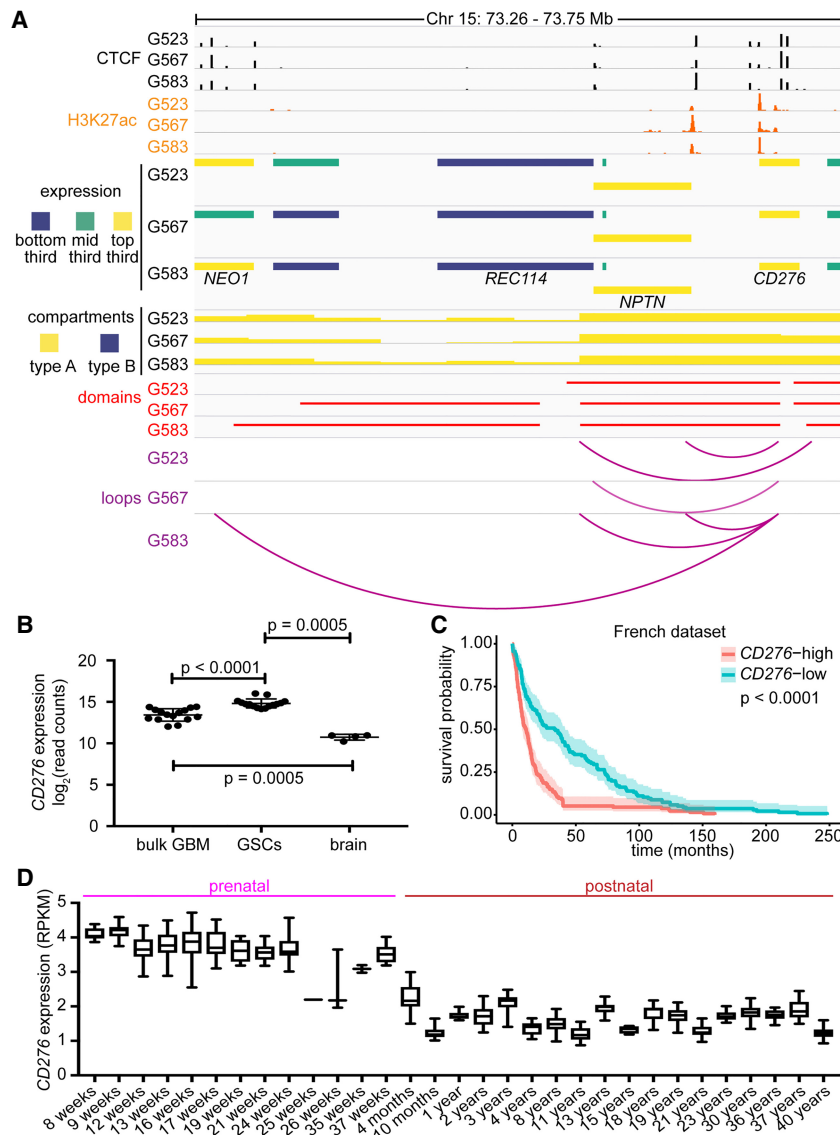 A
Chr 15: 73.26 - 73.75 Mb
CTCF
G523
G567
G583
H3K27ac
G523
G567
G583
expression
bottom third
mid third
top third
G523
G567
G583
NEO1
REC114
NPTN
CD276
compartments
type A
type B
G523
G567
G583
domains
G523
G567
G583
loops
G523
G567
G583
B
p = 0.0005
p < 0.0001
p = 0.0005
CD276 expression
log2(read counts)
20
15
10
5
0
bulk GBM
GSCs
brain
C
French dataset
CD276−high
CD276−low
p < 0.0001
survival probability
1.00
0.75
0.50
0.25
0.00
0
50
100
150
200
250
time (months)
D
prenatal
postnatal
CD276 expression (RPKM)
5
4
3
2
1
0
8 weeks
9 weeks
12 weeks
13 weeks
16 weeks
17 weeks
19 weeks
21 weeks
24 weeks
25 weeks
26 weeks
35 weeks
37 weeks
4 months
10 months
1 year
2 years
3 years
4 years
8 years
11 years
13 years
15 years
18 years
19 years
21 years
23 years
30 years
36 years
37 years
40 years